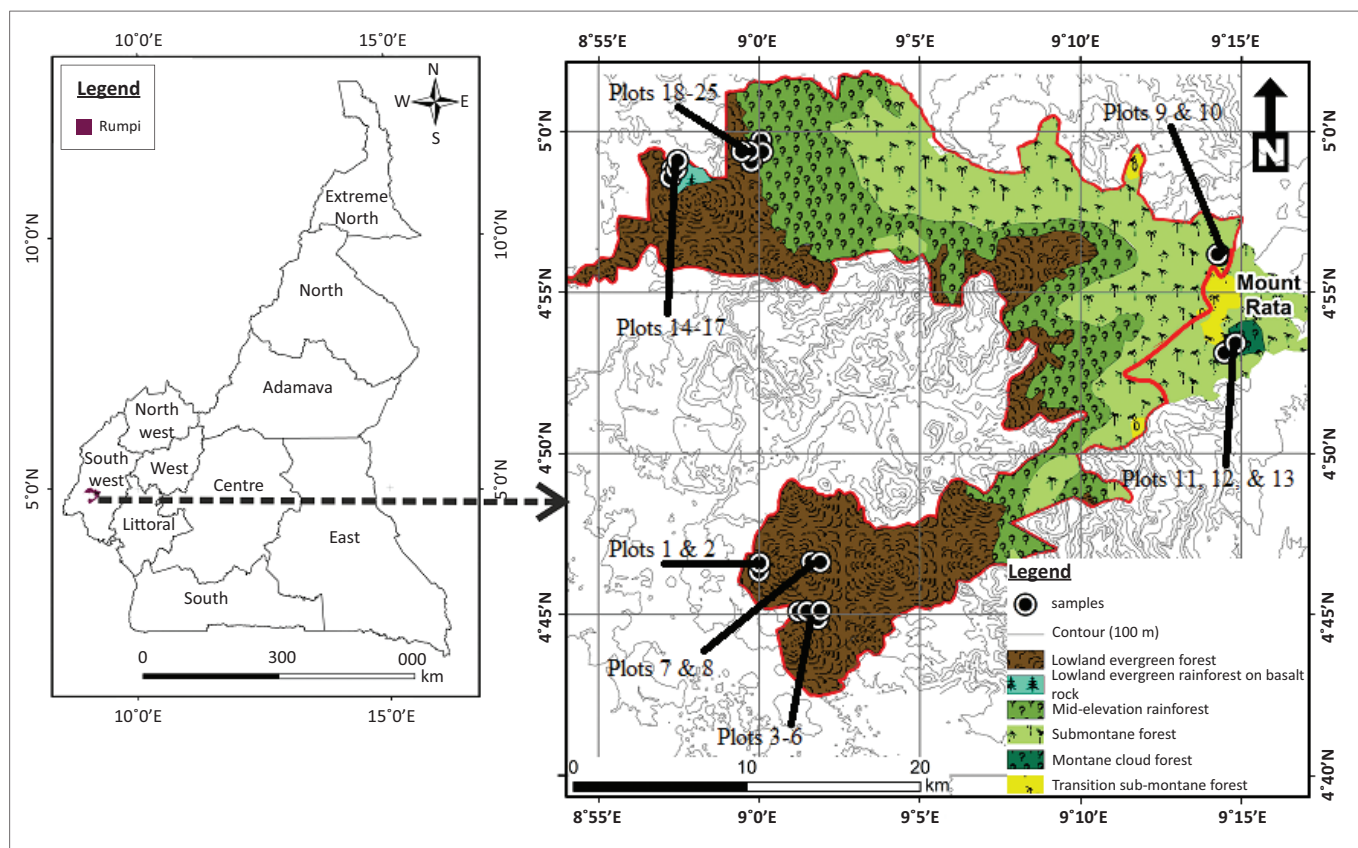 10˚0′E
15˚0′E
Legend
Rumpi
N
W
E
S
10˚0′N
5˚0′N
10˚0′N
5˚0′N
Extreme
North
North
Adamava
North
west
South
west
West
Centre
Littoral
East
South
0
300
000
km
10˚0′E
15˚0′E
8˚55′E
9˚0′E
9˚5′E
9˚10′E
9˚15′E
Plots 18-25
Plots 9 & 10
N
5˚0′N
4˚55′N
4˚50′N
4˚45′N
5˚0′N
4˚55′N
4˚50′N
4˚45′N
4˚40′N
Mount
Rata
Plots 14-17
Plots 11, 12, & 13
Plots 1 & 2
Plots 7 & 8
Plots 3-6
Legend
samples
Contour (100 m)
Lowland evergreen forest
Lowland evergreen rainforest on basalt
rock
Mid-elevation rainforest
Submontane forest
Montane cloud forest
Transition sub-montane forest
0
10
20
km
8˚55′E
9˚0′E
9˚5′E
9˚10′E
9˚15′E